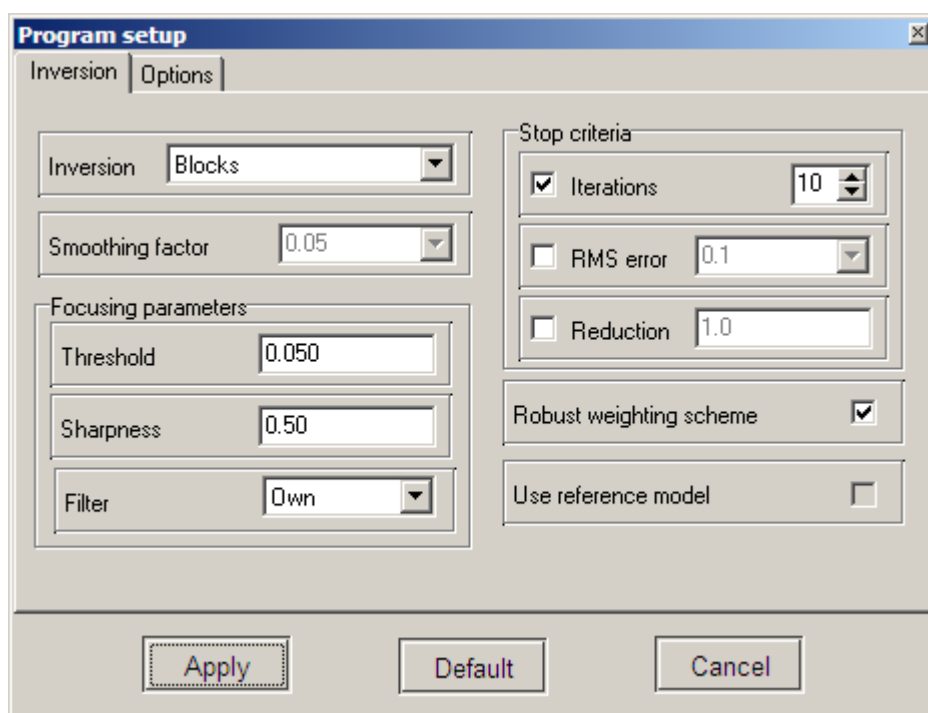 Program setup
Inversion
Options
Inversion
Blocks
Smoothing factor
0.05
Focusing parameters
Threshold
0.050
Sharpness
0.50
Filter
Own
Stop criteria
Iterations
10
RMS error
0.1
Reduction
1.0
Robust weighting scheme
Use reference model
Apply
Default
Cancel